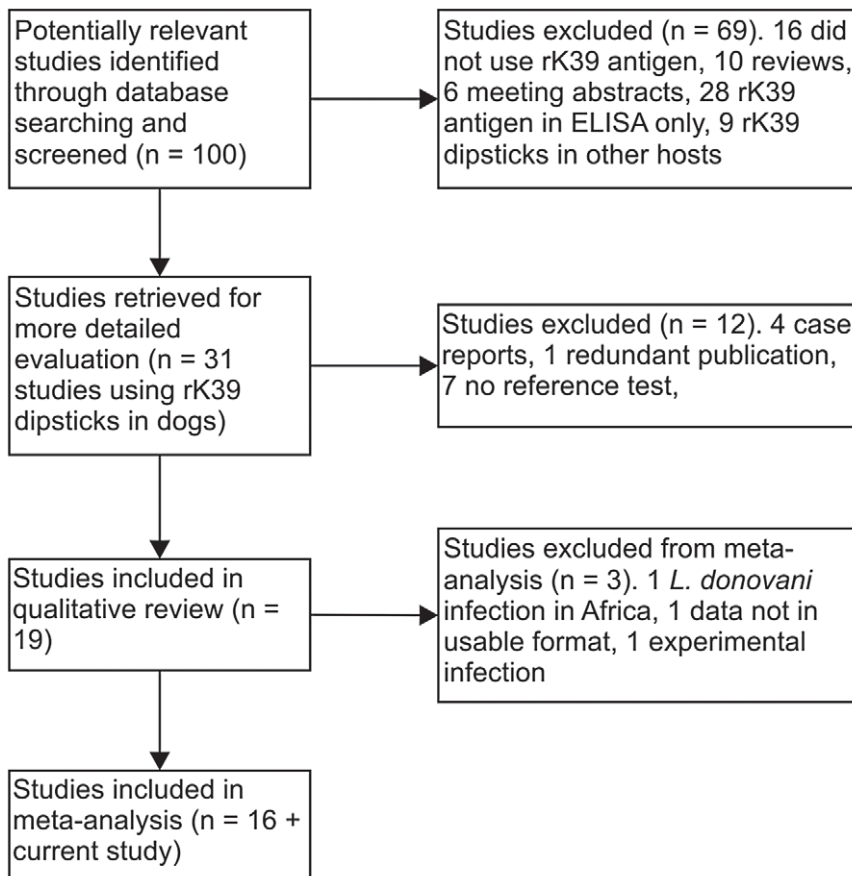 Potentially relevant
studies identified
through database
searching and
screened (n = 100)
Studies excluded (n = 69). 16 did
not use rK39 antigen, 10 reviews,
6 meeting abstracts, 28 rK39
antigen in ELISA only, 9 rK39
dipsticks in other hosts
Studies retrieved for
more detailed
evaluation (n = 31
studies using rK39
dipsticks in dogs)
Studies excluded (n = 12). 4 case
reports, 1 redundant publication,
7 no reference test,
Studies included in
qualitative review (n =
19)
Studies excluded from meta-
analysis (n = 3). 1 L. donovani
infection in Africa, 1 data not in
usable format, 1 experimental
infection
Studies included in
meta-analysis (n = 16 +
current study)